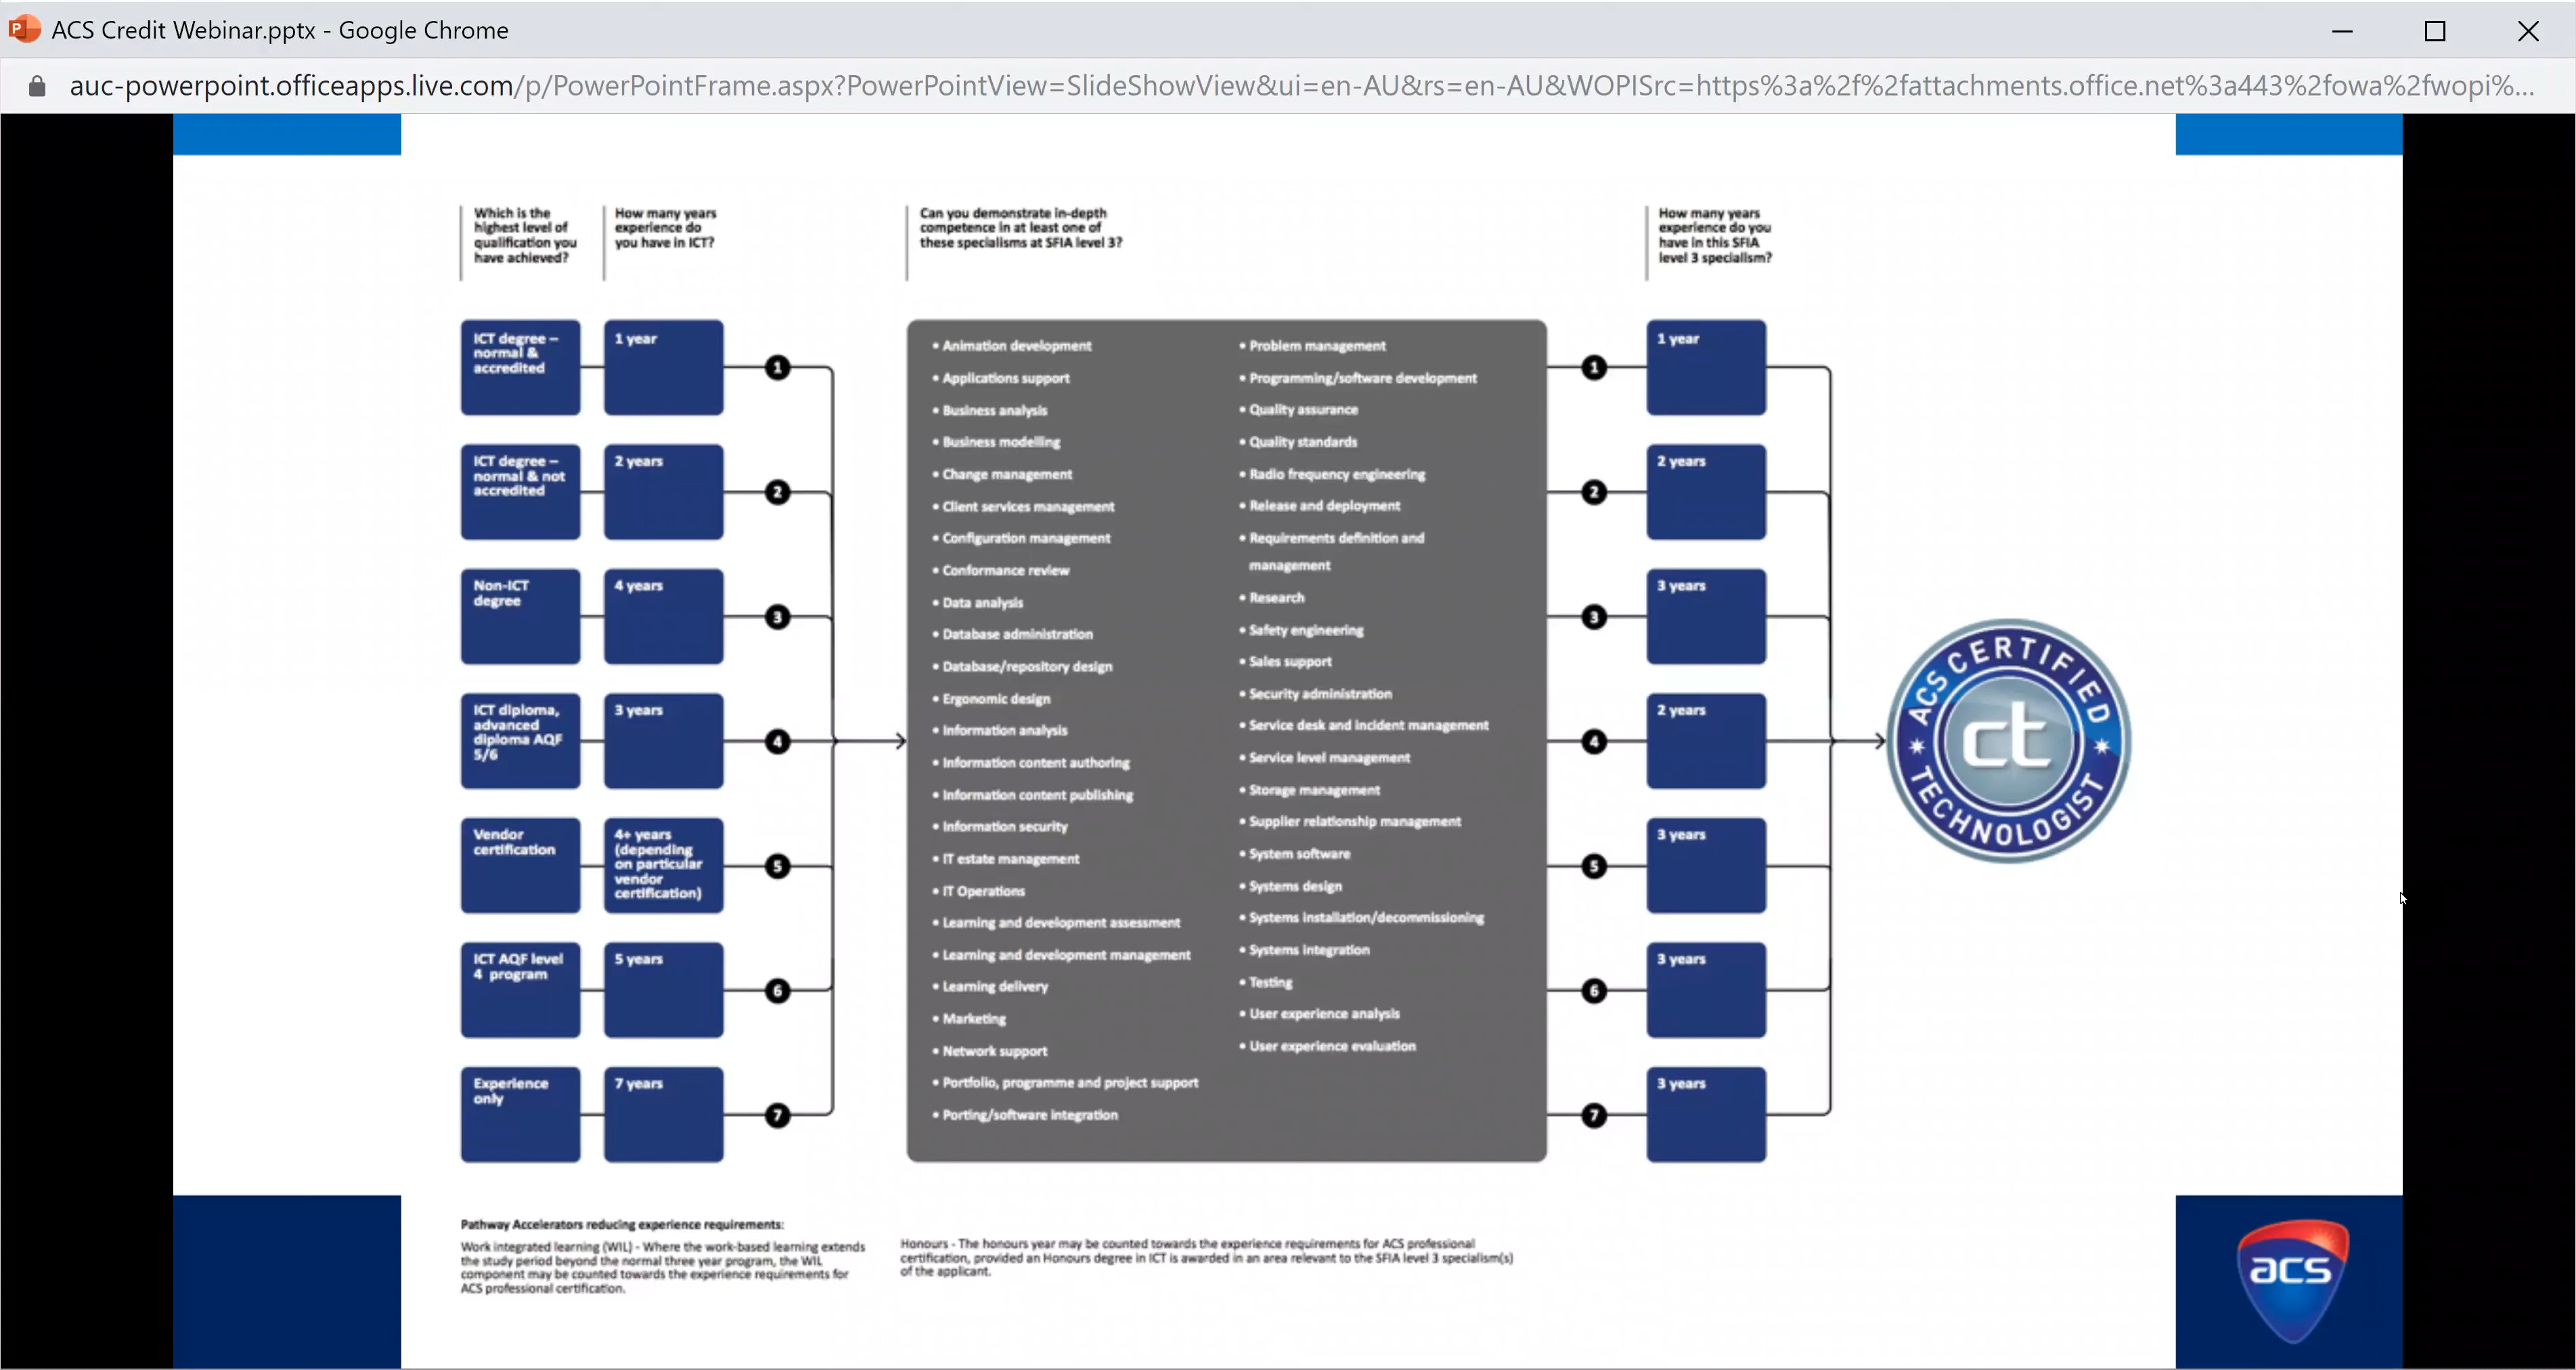 ACS Credit Webinar.pptx - Google Chrome
auc-powerpoint.officeapps.live.com/p/PowerPointFrame.aspx?PowerPointView=SlideShowView&ui=en-AU&rs=en-AU&WOPISrc=https%3a%2f%2fattachments.office.net%3a443%2fowa%2fwopi%...
Which is the
highest level of
qualification you
have achieved?
How many years
experience do
you have in ICT?
Can you demonstrate in-depth
competence in at least one of
these specialisms at SFIA level 3?
How many years
experience do you
have in this SFIA
level 3 specialism?
ICT degree –
normal &
accredited
1 year
1
ICT degree –
normal & not
accredited
2 years
2
Non-ICT
degree
4 years
3
ICT diploma,
advanced
diploma AQF
5/6
3 years
4
Vendor
certification
4+ years
(depending
on particular
vendor
certification)
5
ICT AQF level
4 program
5 years
6
Experience
only
7 years
7
• Animation development
• Applications support
• Business analysis
• Business modelling
• Change management
• Client services management
• Configuration management
• Conformance review
• Data analysis
• Database administration
• Database/repository design
• Ergonomic design
• Information analysis
• Information content authoring
• Information content publishing
• Information security
• IT estate management
• IT Operations
• Learning and development assessment
• Learning and development management
• Learning delivery
• Marketing
• Network support
• Portfolio, programme and project support
• Porting/software integration
• Problem management
• Programming/software development
• Quality assurance
• Quality standards
• Radio frequency engineering
• Release and deployment
• Requirements definition and
management
• Research
• Safety engineering
• Sales support
• Security administration
• Service desk and incident management
• Service level management
• Storage management
• Supplier relationship management
• System software
• Systems design
• Systems installation/decommissioning
• Systems integration
• Testing
• User experience analysis
• User experience evaluation
1
1 year
2
2 years
3
3 years
4
2 years
5
3 years
6
3 years
7
3 years
ACS CERTIFIED
ct
TECHNOLOGIST
Pathway Accelerators reducing experience requirements:
Work integrated learning (WIL) - Where the work-based learning extends
the study period beyond the normal three year program, the WIL
component may be counted towards the experience requirements for
ACS professional certification.
Honours - The honours year may be counted towards the experience requirements for ACS professional
certification, provided an Honours degree in ICT is awarded in an area relevant to the SFIA level 3 specialism(s)
of the applicant.
acs